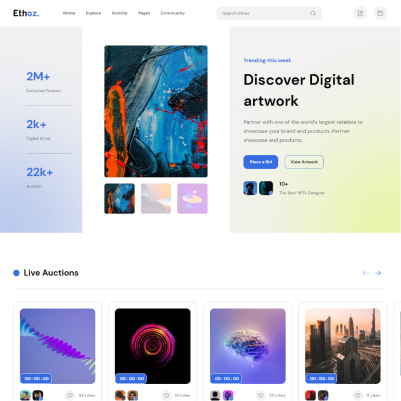 Ethoz.
Home Explore Activity Pages Community
Search Ethoz
2M+
Exclusive Product
2k+
Digital Artist
22k+
Auction
Trending this week
Discover Digital
artwork
Partner with one of the world's largest retailers to
showcase your brand and products. Partner
showcase and products.
Place a Bid
View Artwork
10+
The Best NFTs Designer
Live Auctions
00 : 00 : 00
00 : 00 : 00
00 : 00 : 00
00 : 00 : 00
Likes
Likes
22 Likes
Likes